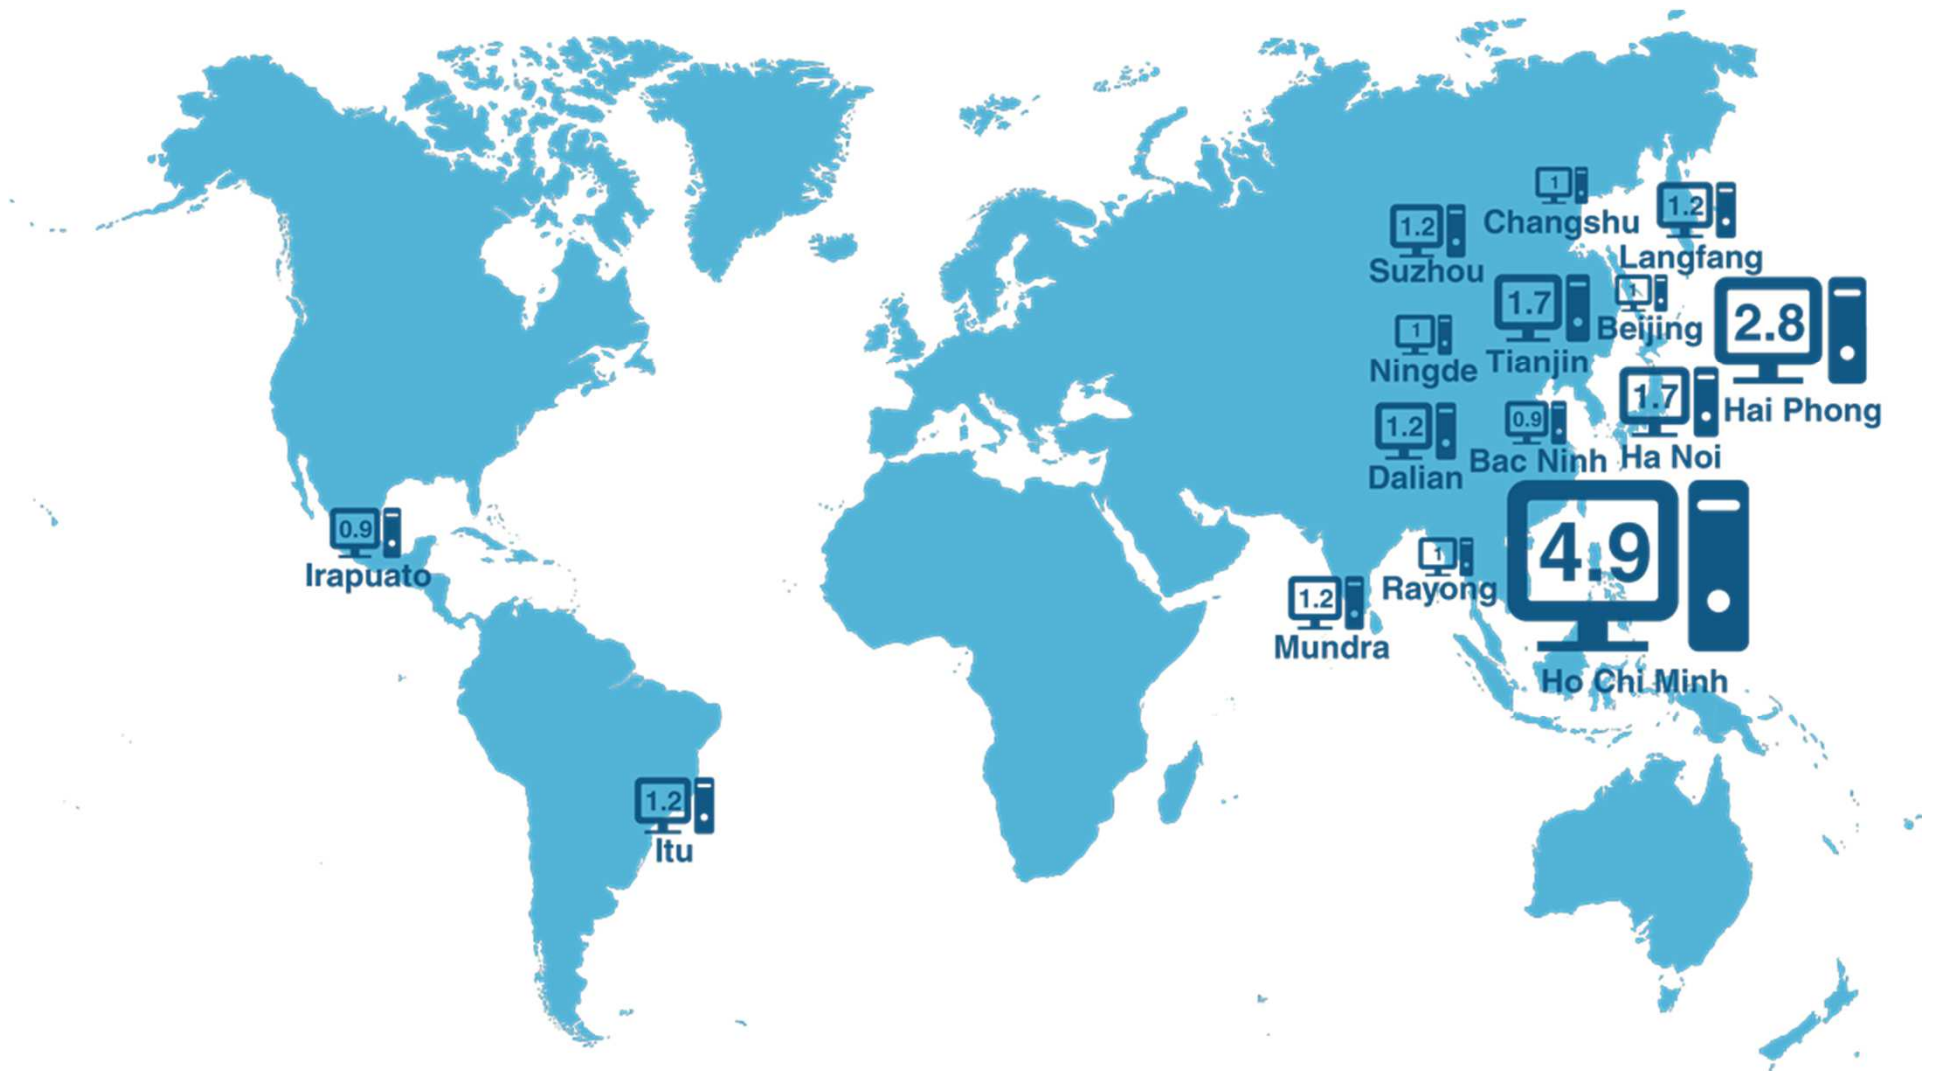 1
Changshu
1.2
Langfang
1.2
Suzhou
1.7
Tianjin
1
Beijing
2.8
Hai Phong
1
Ningde
1.7
Ha Noi
1.2
Dalian
0.9
Bac Ninh
4.9
Ho Chi Minh
0.9
Irapuato
1
Rayong
1.2
Mundra
1.2
Itu